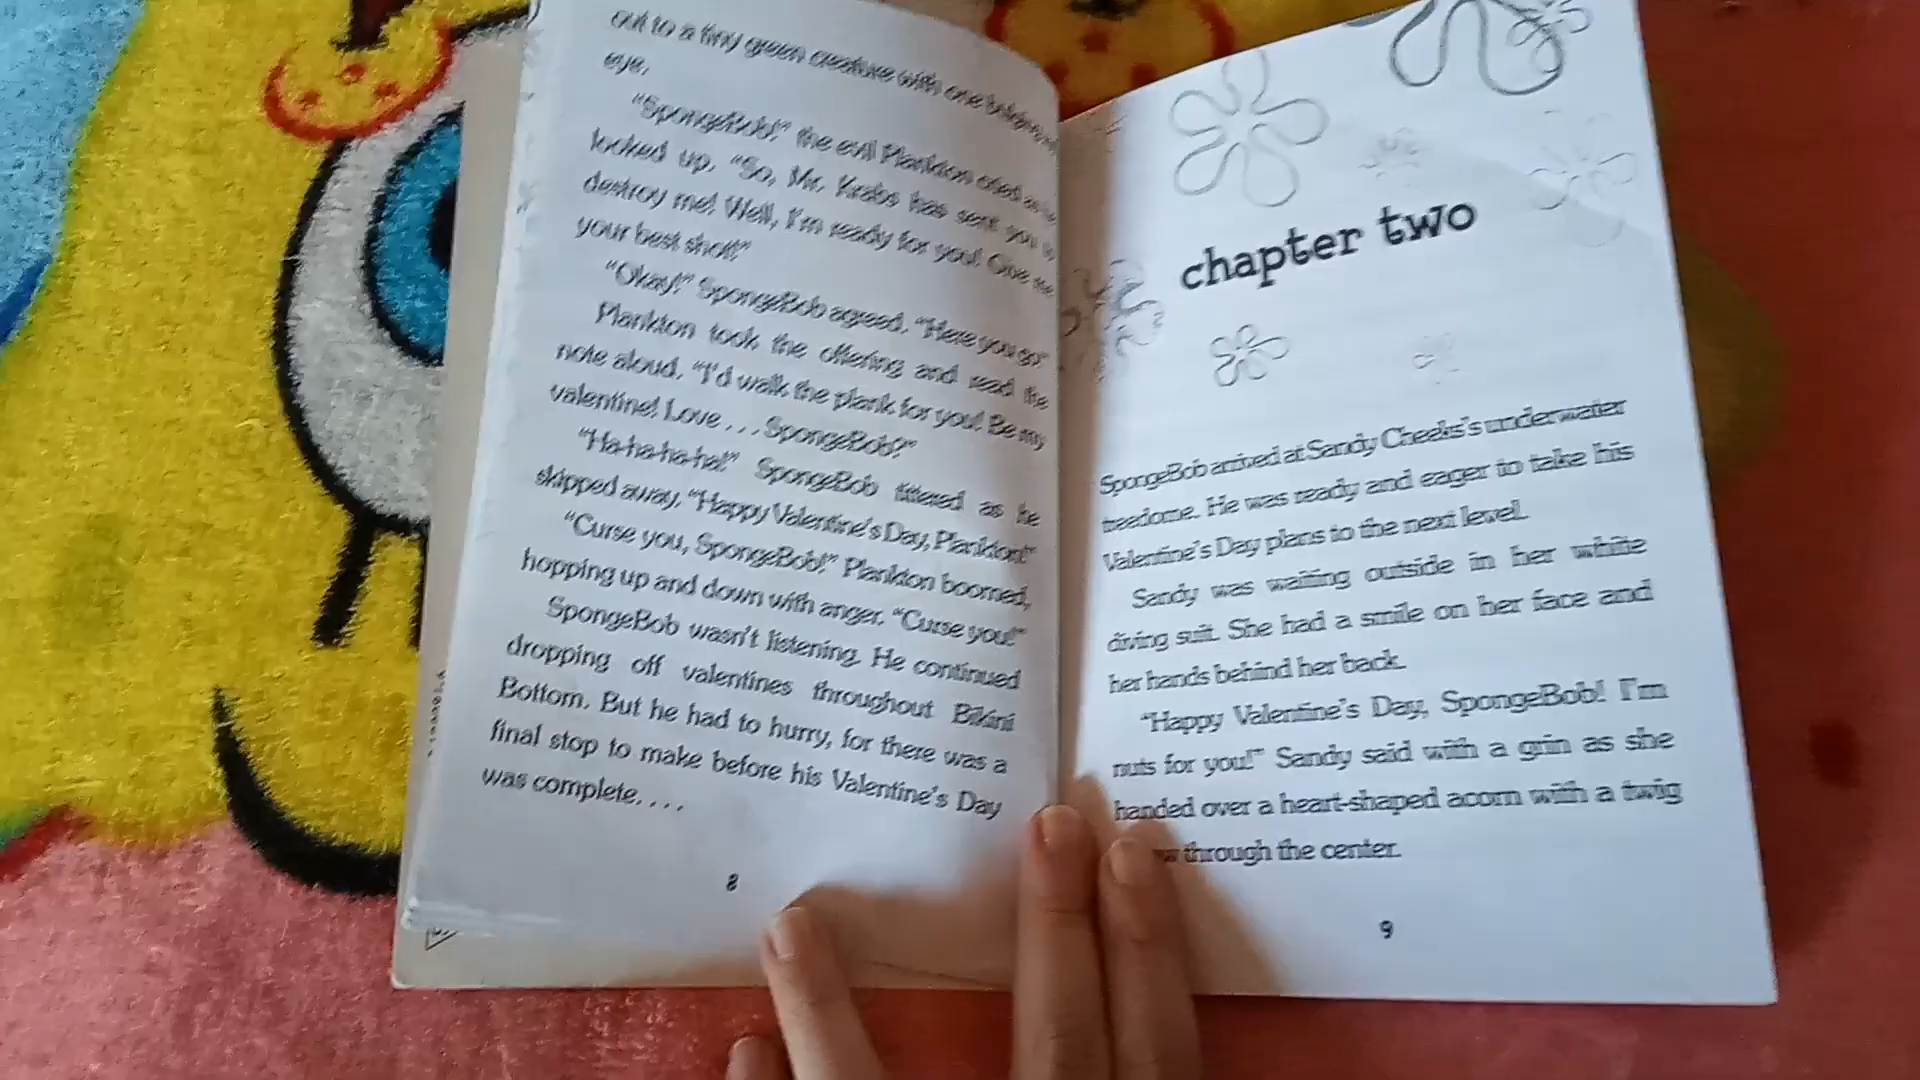 out to a tiny green creature with one
eye.
"SpongeBob!" the evil Plankton cried as he
looked up. "So, Mr. Krabs has sent you to
destroy me! Well, I'm ready for you! Give me
your best shot!"
"Okay!" SpongeBob agreed. "Here you go."
Plankton took the offering and read the
note aloud. "I'd walk the plank for you! Be my
valentine! Love . . . SpongeBob?"
"Ha-ha-ha-ha!" SpongeBob tittered as he
skipped away. "Happy Valentine's Day, Plankton!"
"Curse you, SpongeBob!" Plankton boomed,
hopping up and down with anger. "Curse you!"
SpongeBob wasn't listening. He continued
dropping off valentines throughout Bikini
Bottom. But he had to hurry, for there was a
final stop to make before his Valentine's Day
was complete. . . .
8
chapter two
SpongeBob arrived at Sandy Cheeks's underwater
treedome. He was ready and eager to take his
Valentine's Day plans to the next level.
Sandy was waiting outside in her white
diving suit. She had a smile on her face and
her hands behind her back.
"Happy Valentine's Day, SpongeBob! I'm
nuts for you!" Sandy said with a grin as she
handed over a heart-shaped acorn with a twig
through the center.
9